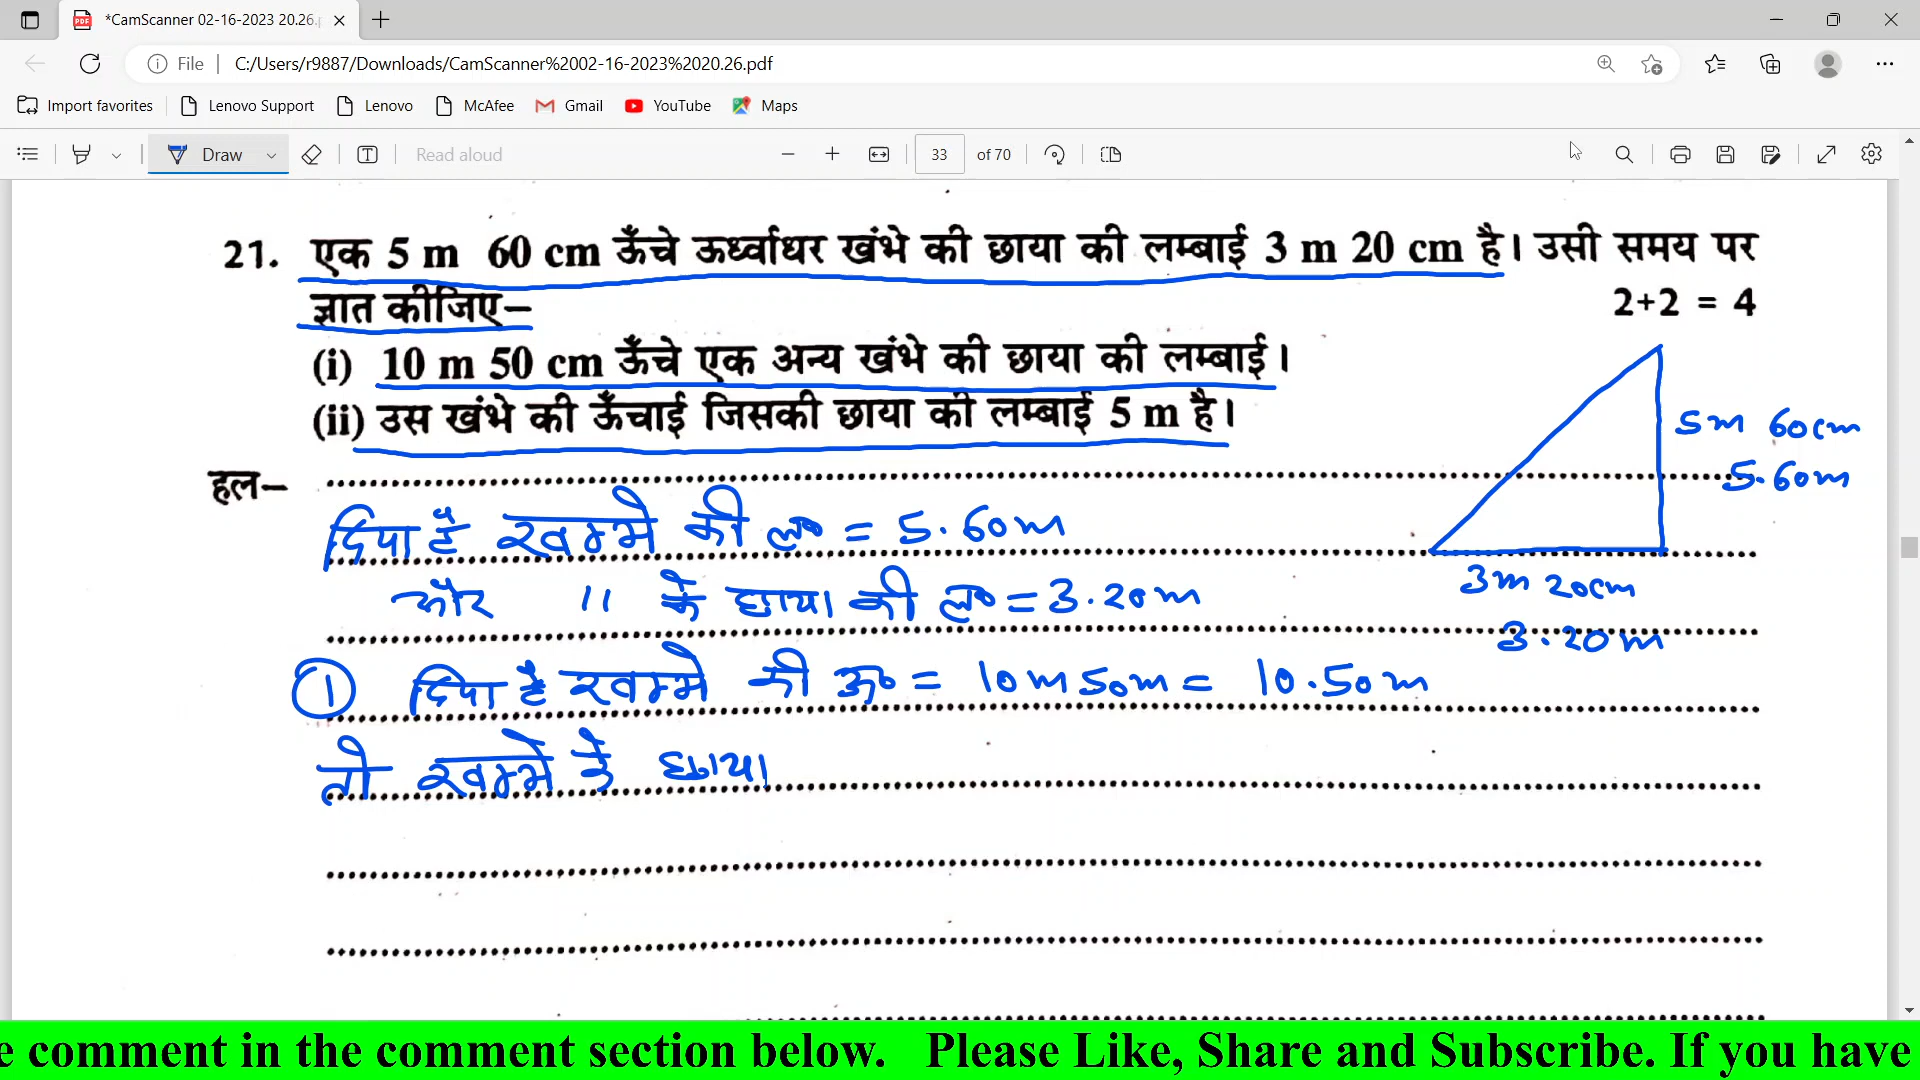 *CamScanner 02-16-2023 20.26.
File C:/Users/r9887/Downloads/CamScanner%2002-16-2023%2020.26.pdf
Import favorites Lenovo Support Lenovo McAfee Gmail YouTube Maps
Draw Read aloud 33 of 70
21. एक 5 m 60 cm ऊँचे ऊर्ध्वाधर खंभे की छाया की लम्बाई 3 m 20 cm है। उसी समय पर
ज्ञात कीजिए– 2+2 = 4
(i) 10 m 50 cm ऊँचे एक अन्य खंभे की छाया की लम्बाई।
(ii) उस खंभे की ऊँचाई जिसकी छाया की लम्बाई 5 m है।
5m 60cm
5.60m
हल–
दिया है खम्भे की ल० = 5.60m
और 11 के छाया की ल० = 3.20m
3m 20cm
3.20m
1 दिया है खम्भे की ऊ० = 10m 50m = 10.50m
तो खम्भे के छाया
e comment in the comment section below. Please Like, Share and Subscribe. If you have